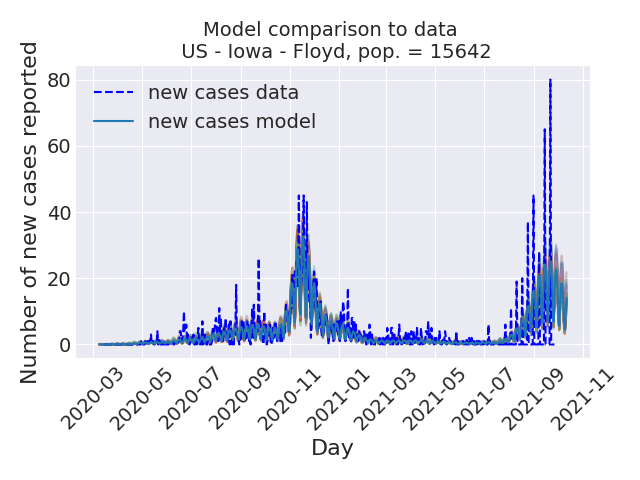 Model comparison to data
US - Iowa - Floyd, pop. = 15642
Number of new cases reported
80
60
40
20
0
new cases data
new cases model
2020-03
2020-05
2020-07
2020-09
2020-11
2021-01
2021-03
2021-05
2021-07
2021-09
2021-11
Day